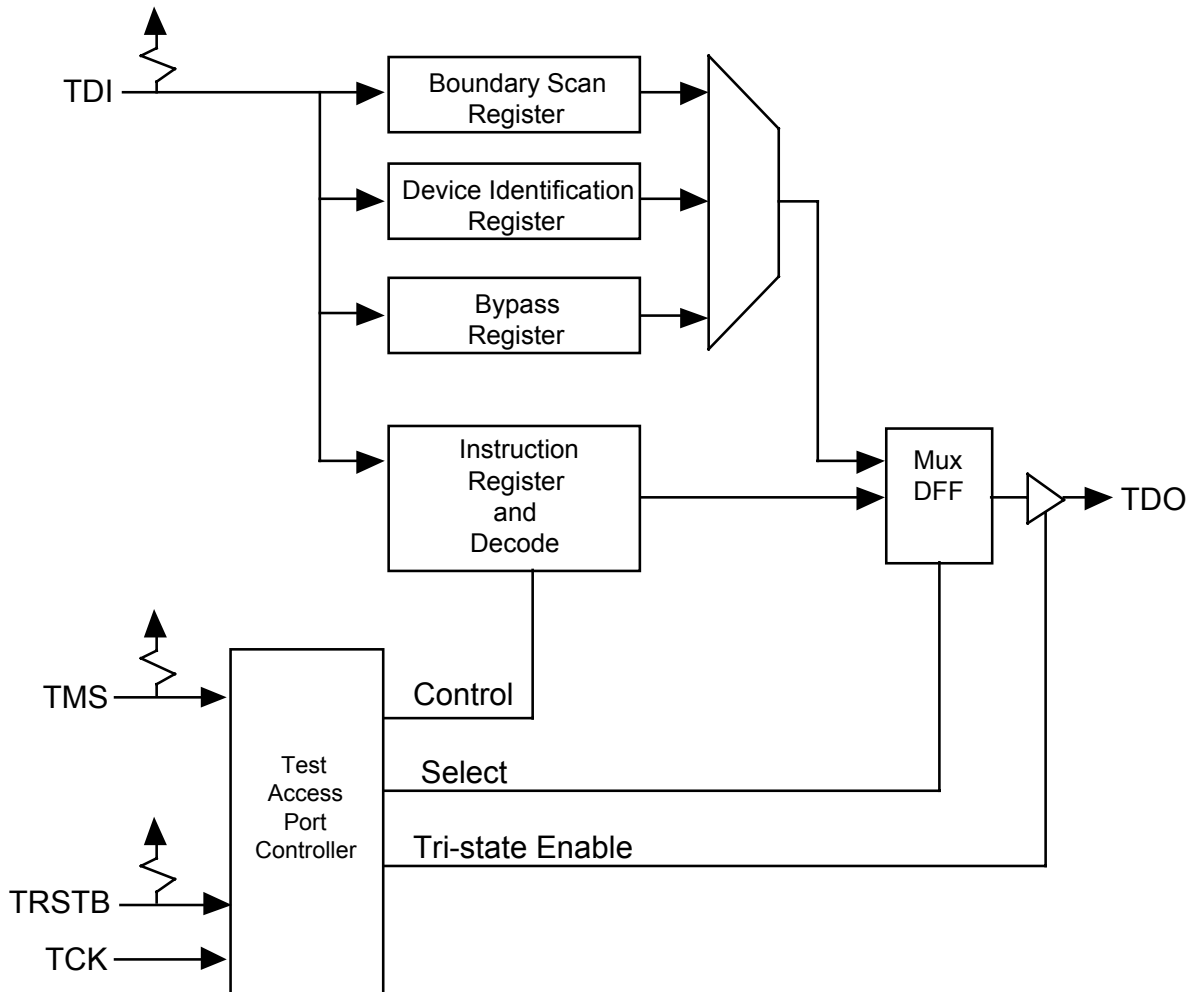 TDI
Boundary Scan
Register
Device Identification
Register
Bypass
Register
Instruction
Register
and
Decode
Mux
DFF
TDO
TMS
Control
Test
Access
Port
Controller
Select
Tri-state Enable
TRSTB
TCK